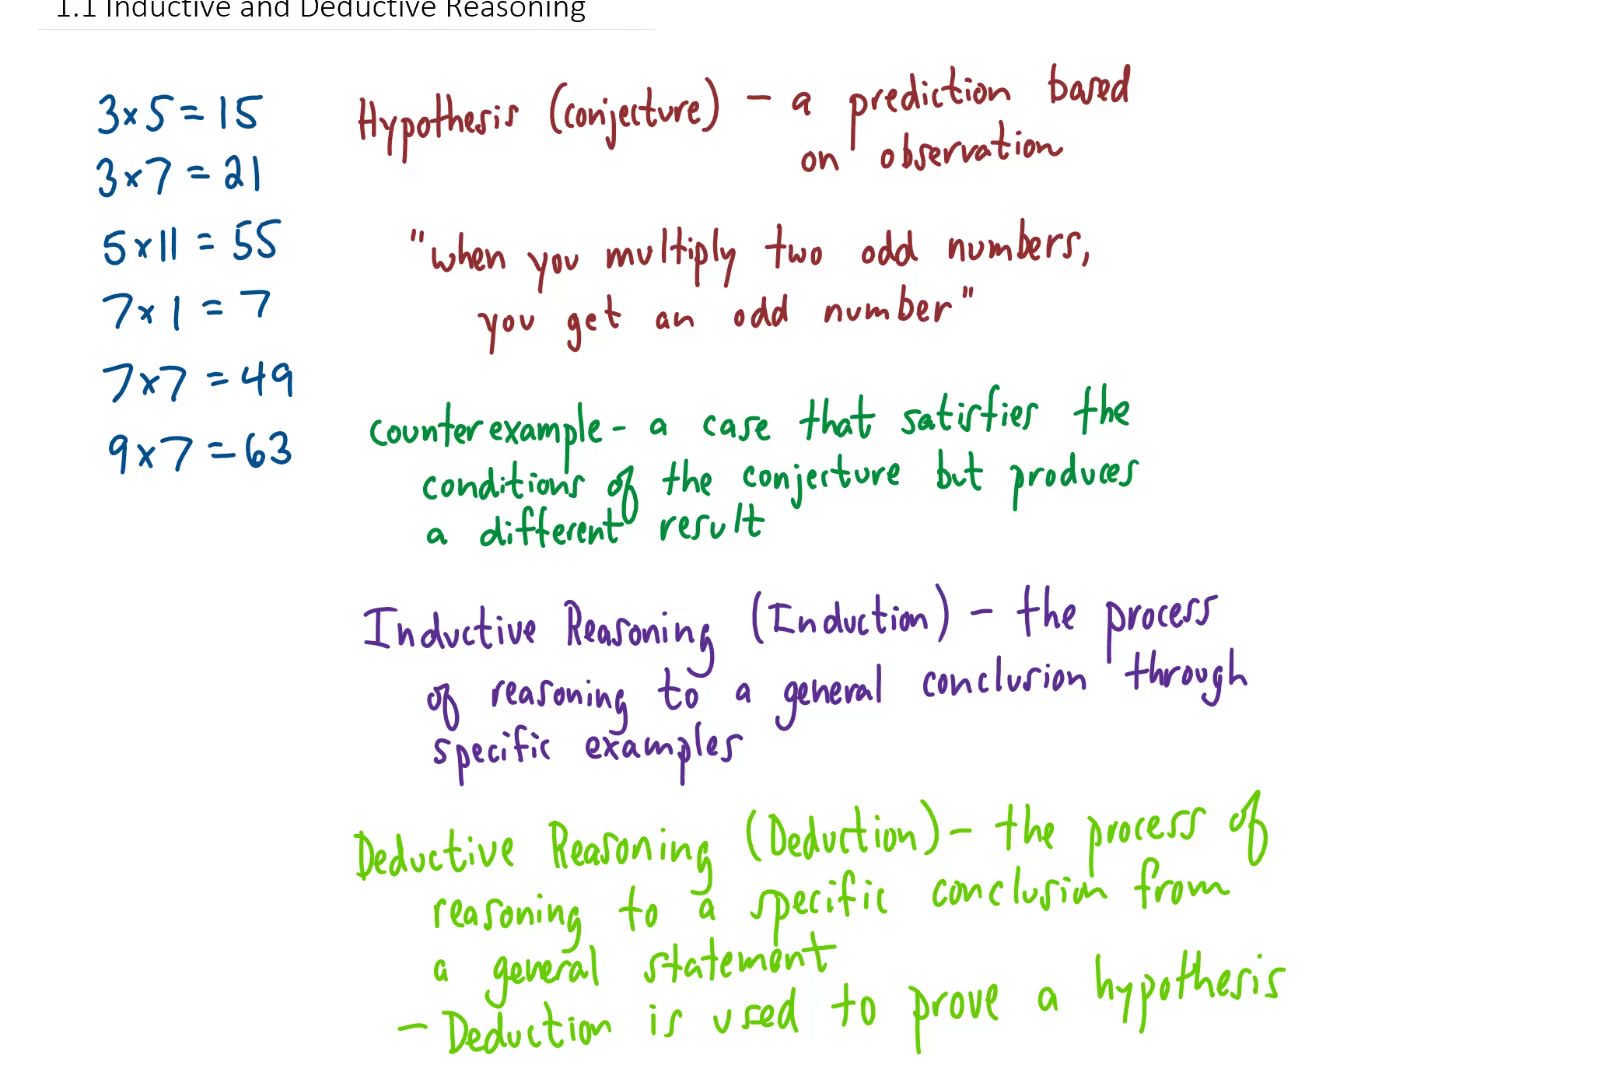 1.1 Inductive and Deductive Reasoning
3×5=15
3×7=21
5×11=55
7×1=7
7×7=49
9×7=63
Hypothesis (conjecture) – a prediction based
on observation
"when you multiply two odd numbers,
you get an odd number"
counterexample – a case that satisfies the
conditions of the conjecture but produces
a different result
Inductive Reasoning (Induction) – the process
of reasoning to a general conclusion through
specific examples
Deductive Reasoning (Deduction) – the process of
reasoning to a specific conclusion from
a general statement
– Deduction is used to prove a hypothesis